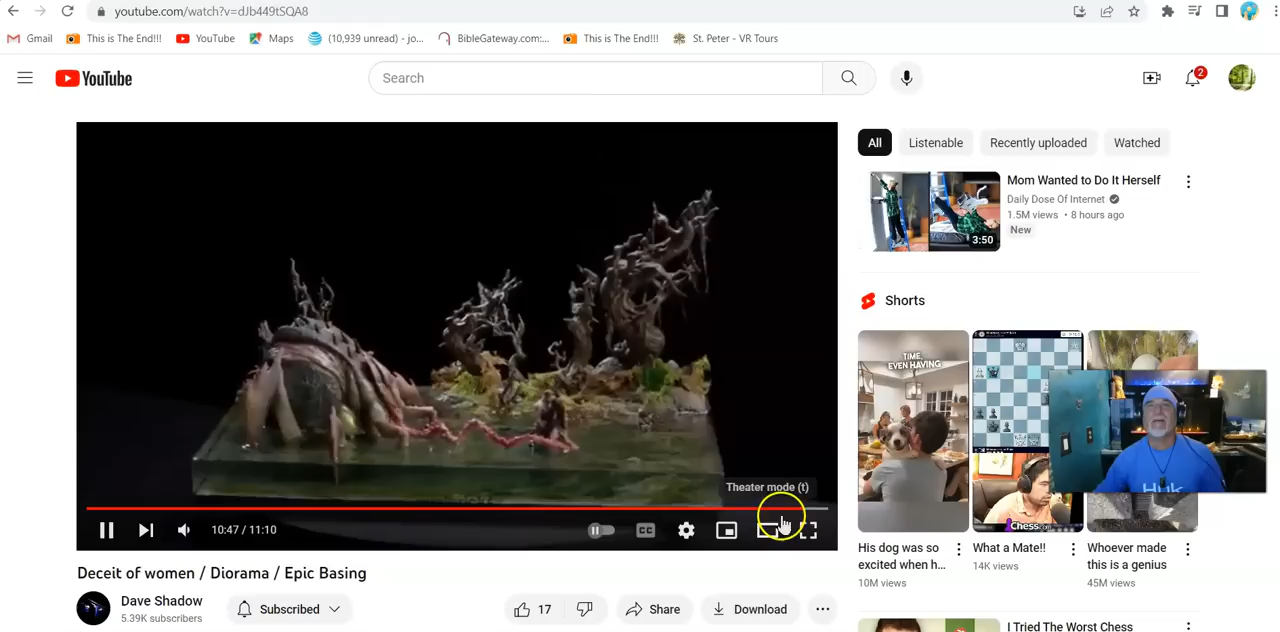 youtube.com/watch?v=dJb449tSQA8
Gmail
This is The End!!!
YouTube
Maps
(10,939 unread) - jo...
BibleGateway.com:...
This is The End!!!
St. Peter - VR Tours
YouTube
Search
2
All
Listenable
Recently uploaded
Watched
Mom Wanted to Do It Herself
Daily Dose Of Internet
1.5M views • 8 hours ago
New
3:50
Shorts
TIME,
EVEN HAVING
Chess.com
HUK
Theater mode (t)
10:47 / 11:10
CC
His dog was so
excited when h...
10M views
What a Mate!!
14K views
Whoever made
this is a genius
45M views
Deceit of women / Diorama / Epic Basing
Dave Shadow
5.39K subscribers
Subscribed
17
Share
Download
I Tried The Worst Chess